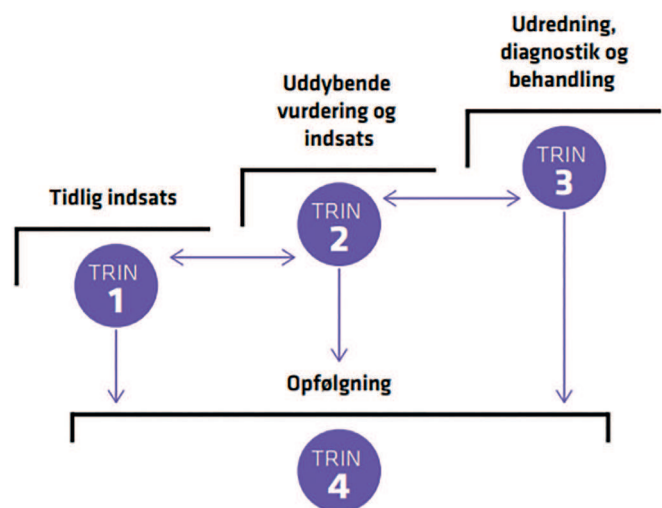 Tidlig indsats
TRIN
1
Uddybende
vurdering og
indsats
TRIN
2
Udredning,
diagnostik og
behandling
TRIN
3
Opfølgning
TRIN
4